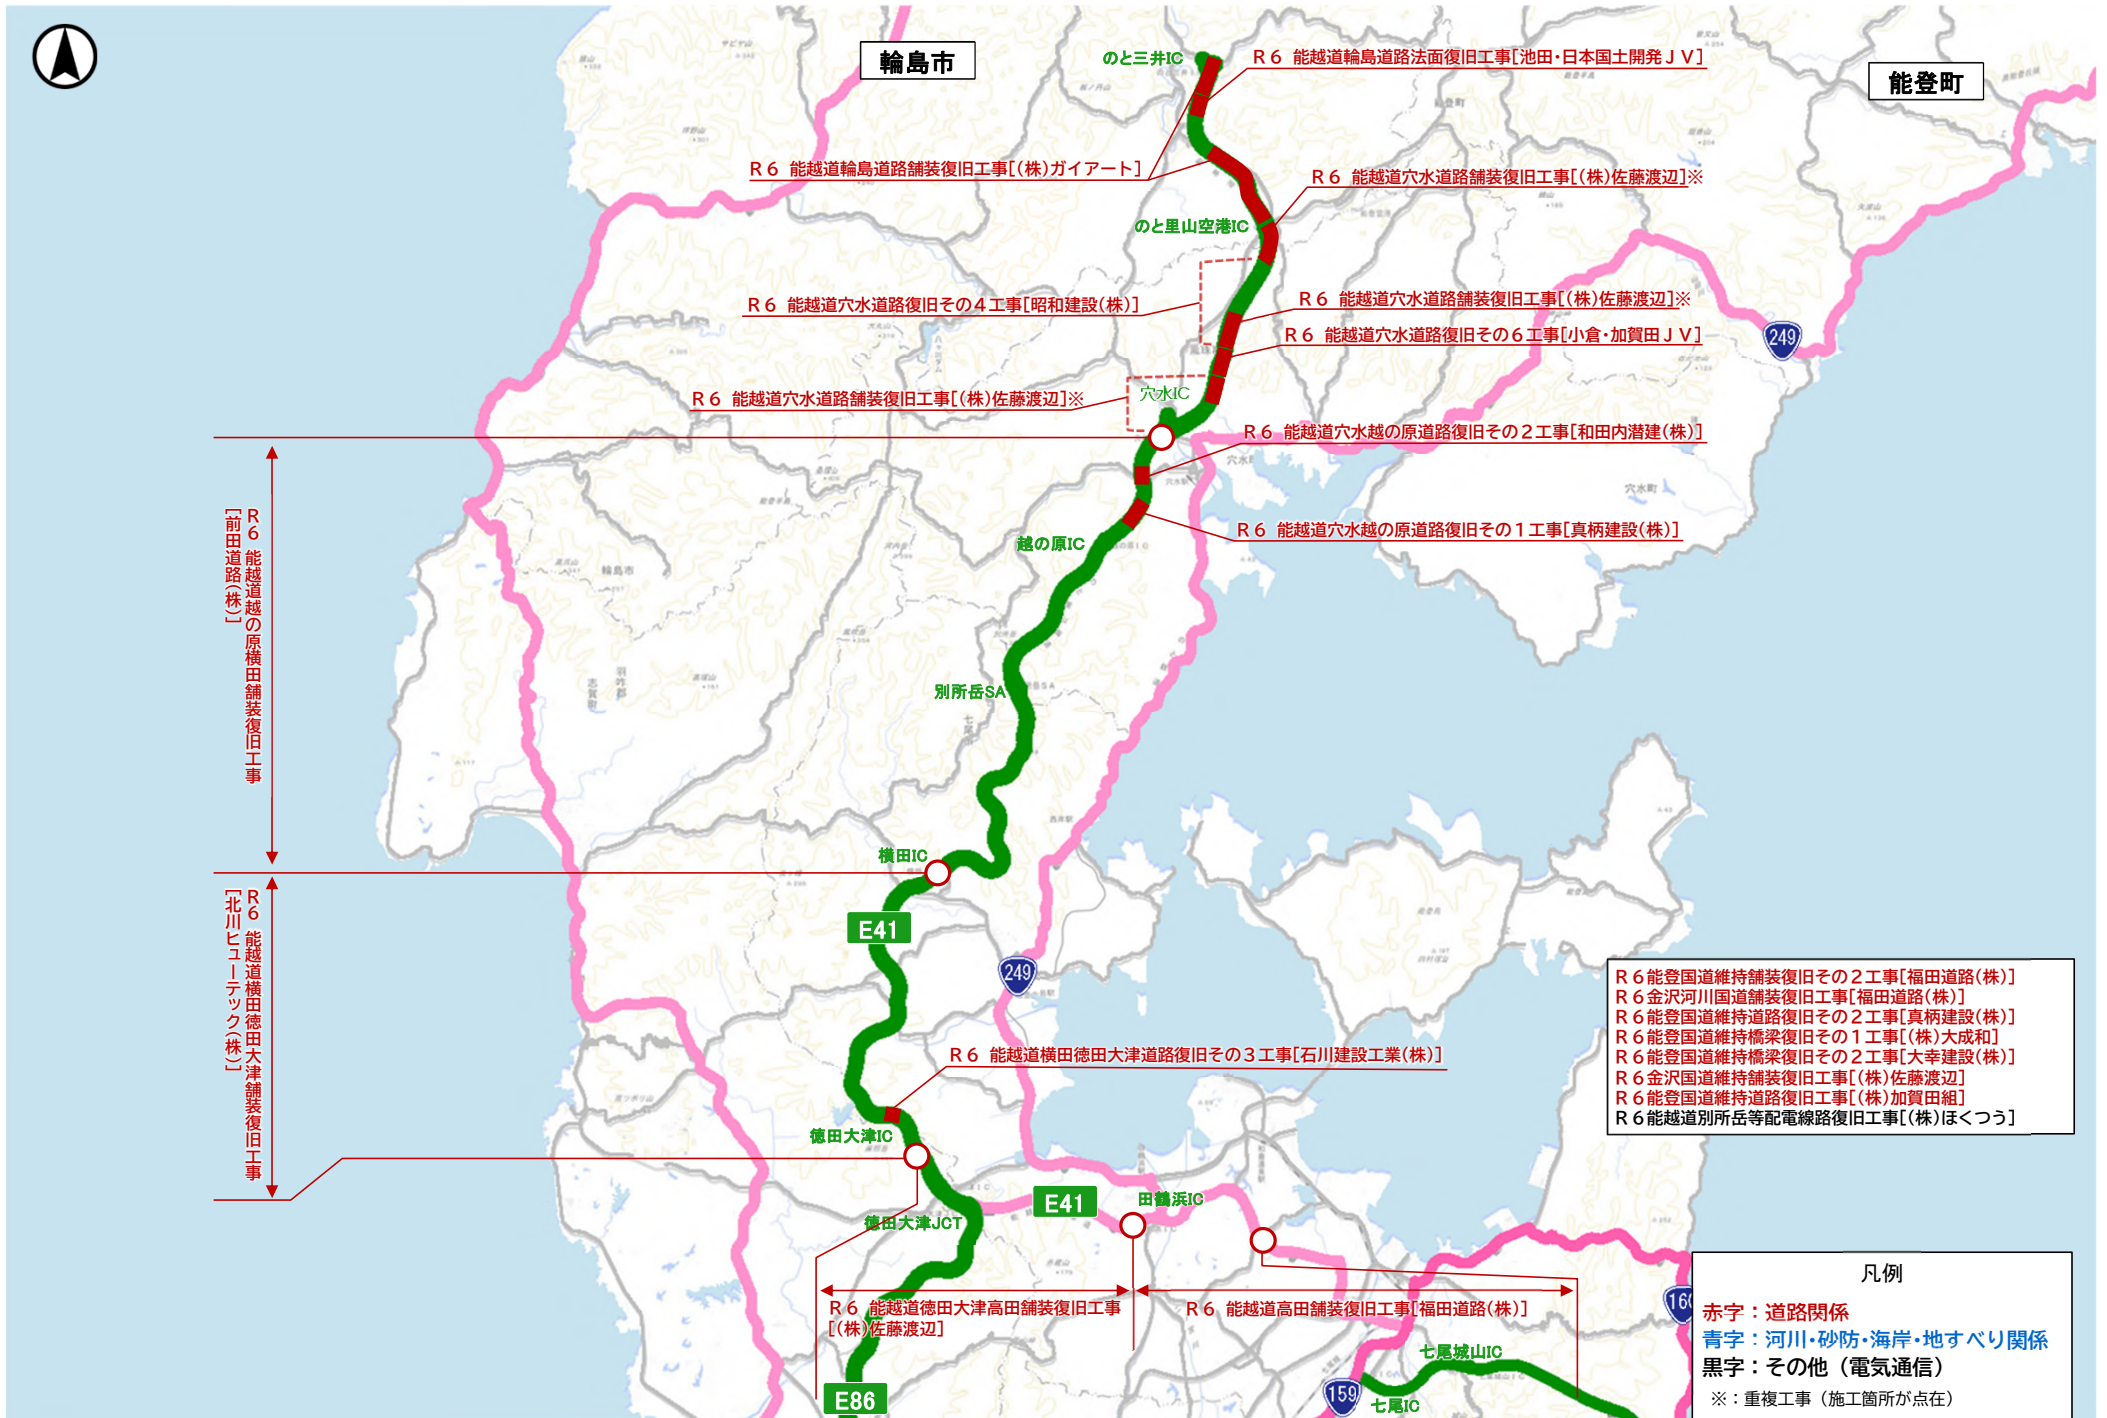 輪島市
能登町
のと三井IC
R6 能越道輪島道路法面復旧工事[池田・日本国土開発JV]
R6 能越道輪島道路舗装復旧工事[(株)ガイアート]
R6 能越道穴水道路舗装復旧工事[(株)佐藤渡辺]※
のと里山空港IC
R6 能越道穴水道路復旧その4工事[昭和建設(株)]
R6 能越道穴水道路舗装復旧工事[(株)佐藤渡辺]※
R6 能越道穴水道路復旧その6工事[小倉・加賀田JV]
249
R6 能越道穴水道路舗装復旧工事[(株)佐藤渡辺]※
穴水IC
R6 能越道穴水越の原道路復旧その2工事[和田内潜建(株)]
穴水町
R6 能越道穴水越の原道路復旧その1工事[真柄建設(株)]
越の原IC
輪島市
R6 能越道越の原横田舗装復旧工事
[前田道路(株)]
別所岳SA
横田IC
E41
249
R6 能越道横田徳田大津舗装復旧工事
[北川ヒューテック(株)]
R6能登国道維持舗装復旧その2工事[福田道路(株)]
R6金沢河川国道舗装復旧工事[福田道路(株)]
R6能登国道維持道路復旧その2工事[真柄建設(株)]
R6能登国道維持橋梁復旧その1工事[(株)大成和]
R6能登国道維持橋梁復旧その2工事[大幸建設(株)]
R6金沢国道維持舗装復旧工事[(株)佐藤渡辺]
R6能登国道維持道路復旧工事[(株)加賀田組]
R6能越道別所岳等配電線路復旧工事[(株)ほくつう]
R6 能越道横田徳田大津道路復旧その3工事[石川建設工業(株)]
徳田大津IC
E41
田鶴浜IC
徳田大津JCT
R6 能越道徳田大津高田舗装復旧工事
[(株)佐藤渡辺]
R6 能越道高田舗装復旧工事[福田道路(株)]
七尾城山IC
七尾IC
159
160
E86
凡例
赤字：道路関係
青字：河川・砂防・海岸・地すべり関係
黒字：その他（電気通信）
※：重複工事（施工箇所が点在）